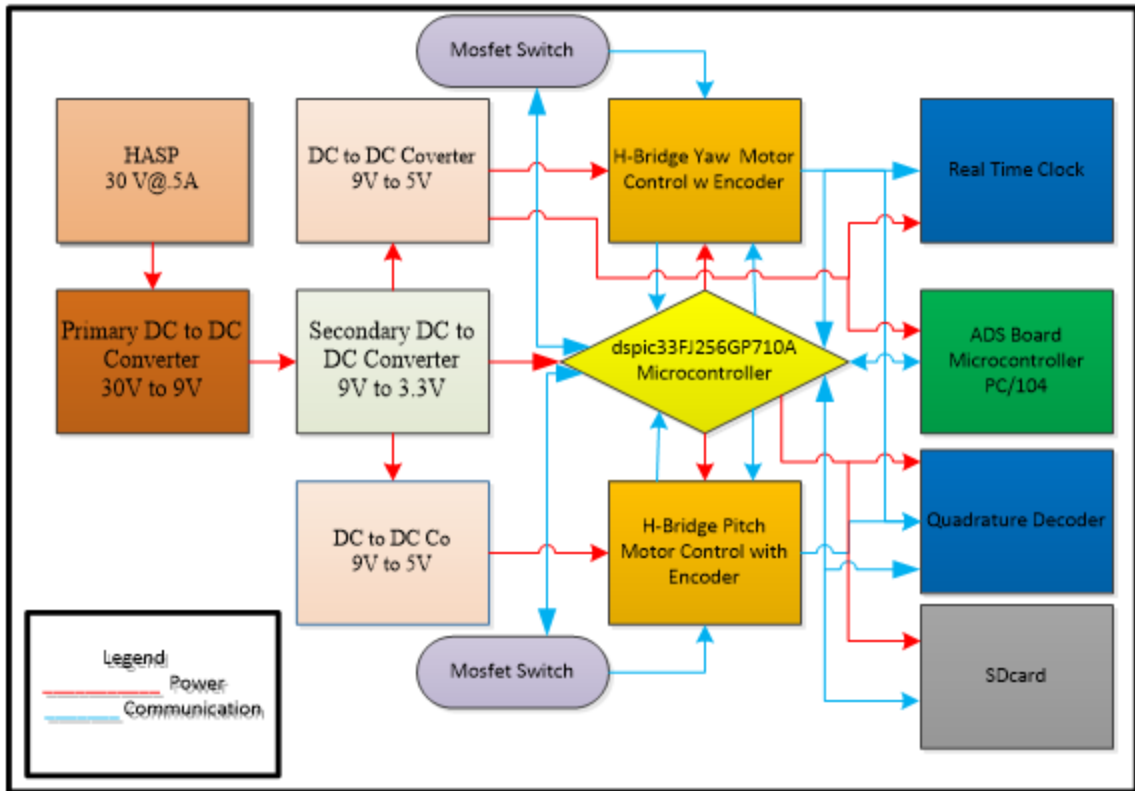 Mosfet Switch
HASP
30 V@.5A
DC to DC Coverter
9V to 5V
H-Bridge Yaw Motor
Control w Encoder
Real Time Clock
Primary DC to DC
Converter
30V to 9V
Secondary DC to
DC Converter
9V to 3.3V
dspic33FJ256GP710A
Microcontroller
ADS Board
Microcontroller
PC/104
DC to DC Co
9V to 5V
H-Bridge Pitch
Motor Control with
Encoder
Quadrature Decoder
Mosfet Switch
SDcard
Legend
Power
Communication